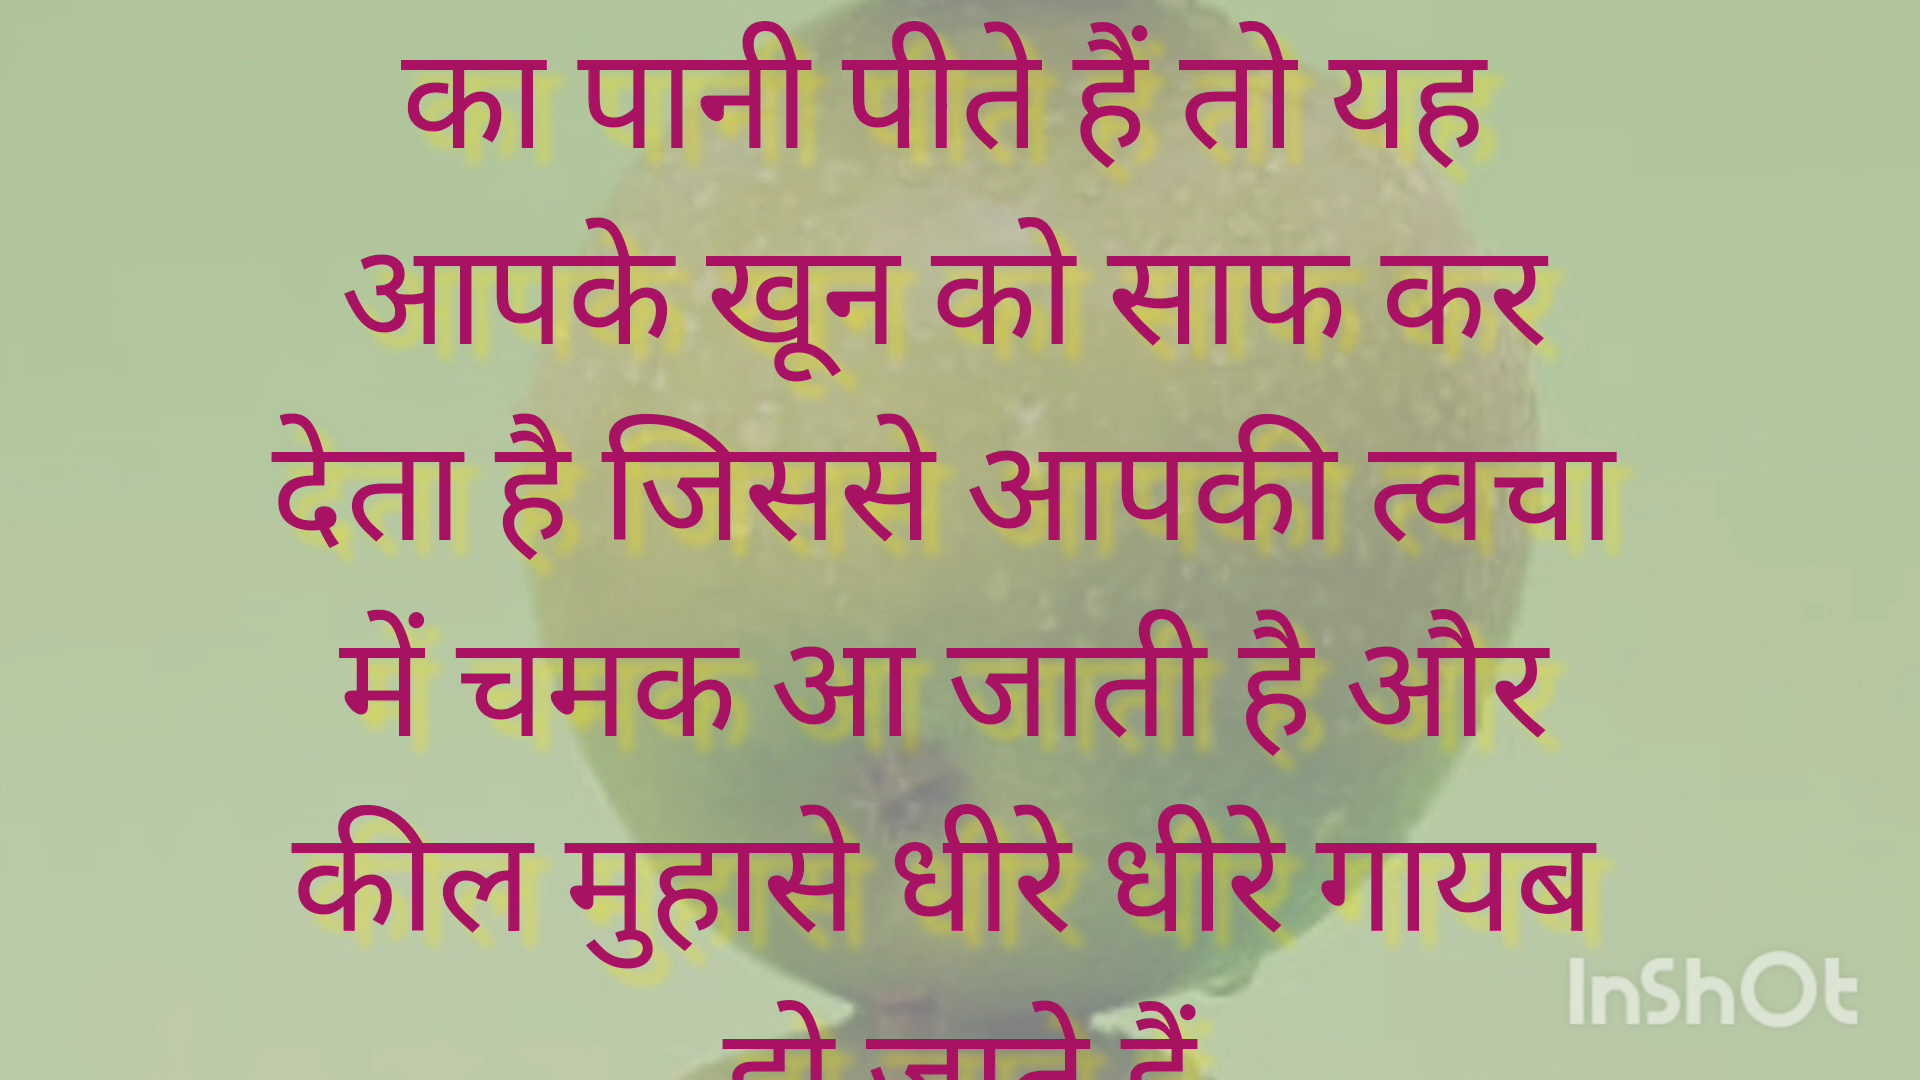 का पानी पीते हैं तो यह
आपके खून को साफ कर
देता है जिससे आपकी त्वचा
में चमक आ जाती है और
कील मुहासे धीरे धीरे गायब
हो जाते हैं
InShOt